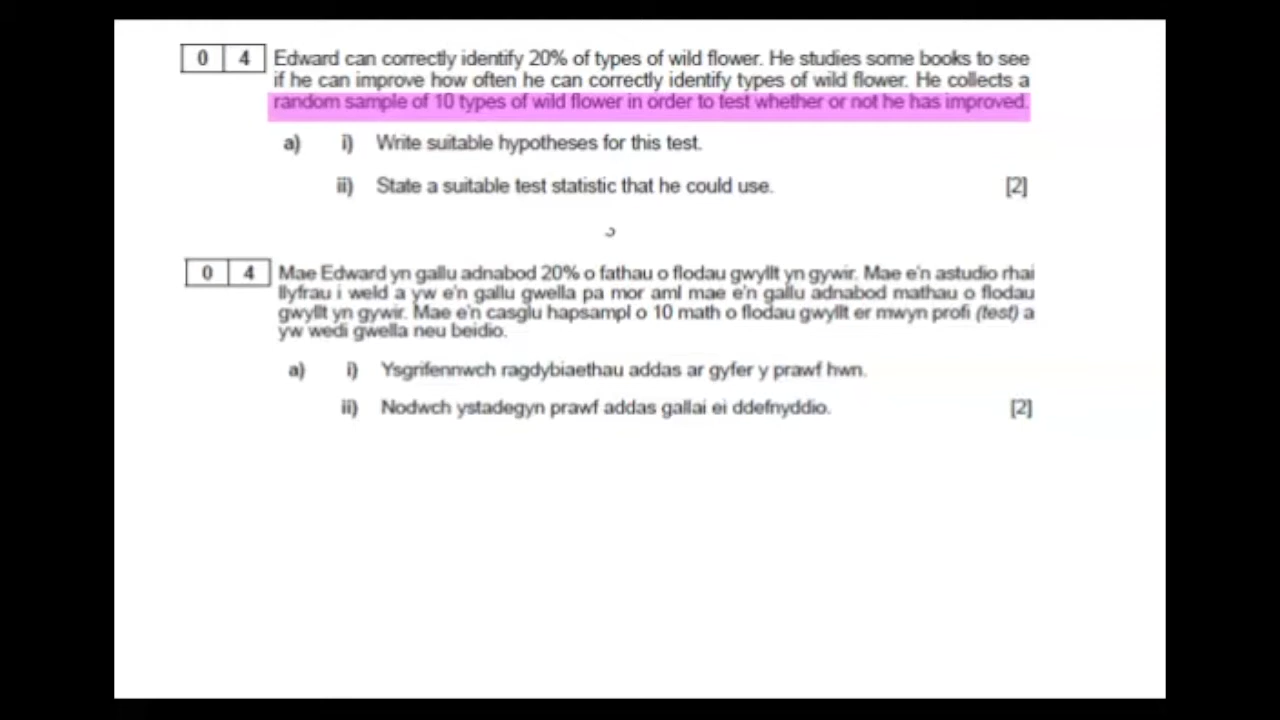 0 4 Edward can correctly identify 20% of types of wild flower. He studies some books to see
if he can improve how often he can correctly identify types of wild flower. He collects a
random sample of 10 types of wild flower in order to test whether or not he has improved.
a) i) Write suitable hypotheses for this test.
ii) State a suitable test statistic that he could use. [2]
0 4 Mae Edward yn gallu adnabod 20% o fathau o flodau gwyllt yn gywir. Mae e'n astudio rhai
llyfrau i weld a yw e'n gallu gwella pa mor aml mae e'n gallu adnabod mathau o flodau
gwyllt yn gywir. Mae e'n casglu hapsampl o 10 math o flodau gwyllt er mwyn profi (test) a
yw wedi gwella neu beidio.
a) i) Ysgrifennwch ragdybiaethau addas ar gyfer y prawf hwn.
ii) Nodwch ystadegyn prawf addas gallai ei ddefnyddio. [2]